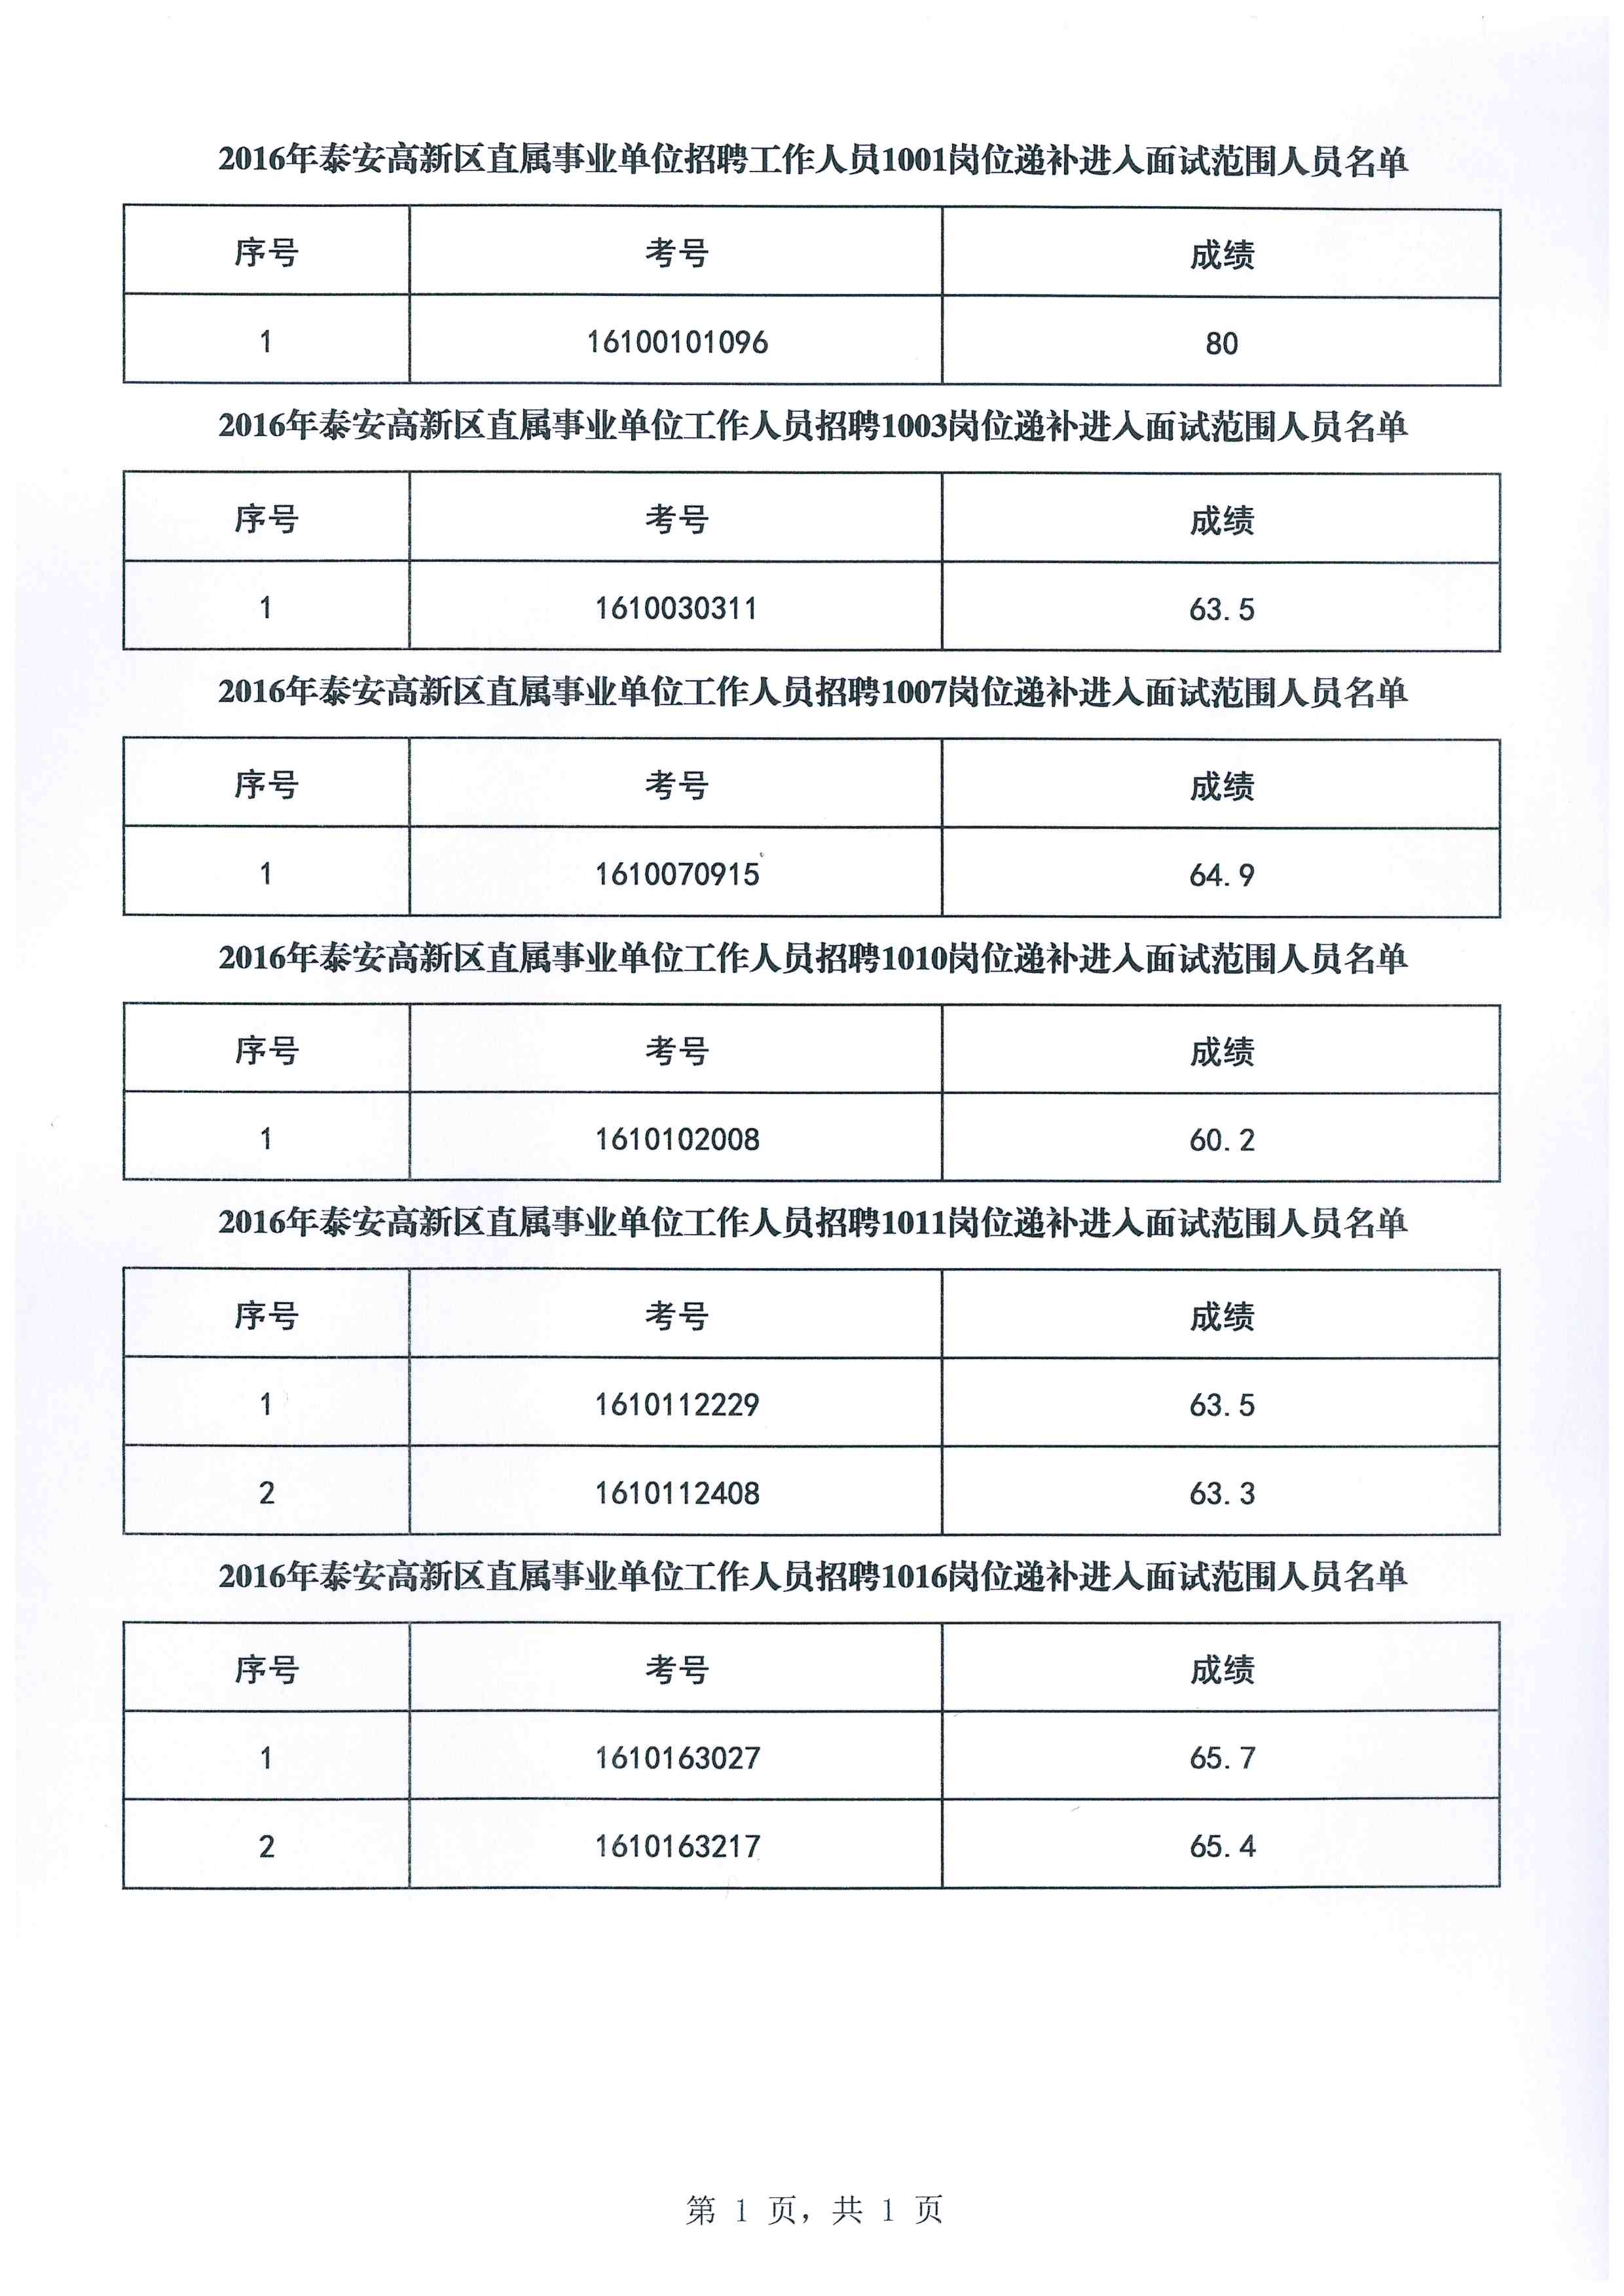 2016年泰安高新区直属事业单位招聘工作人员1001岗位递补进入面试范围人员名单
序号 考号 成绩
1 16100101096 80
2016年泰安高新区直属事业单位工作人员招聘1003岗位递补进入面试范围人员名单
序号 考号 成绩
1 1610030311 63.5
2016年泰安高新区直属事业单位工作人员招聘1007岗位递补进入面试范围人员名单
序号 考号 成绩
1 1610070915 64.9
2016年泰安高新区直属事业单位工作人员招聘1010岗位递补进入面试范围人员名单
序号 考号 成绩
1 1610102008 60.2
2016年泰安高新区直属事业单位工作人员招聘1011岗位递补进入面试范围人员名单
序号 考号 成绩
1 1610112229 63.5
2 1610112408 63.3
2016年泰安高新区直属事业单位工作人员招聘1016岗位递补进入面试范围人员名单
序号 考号 成绩
1 1610163027 65.7
2 1610163217 65.4
第 1 页，共 1 页